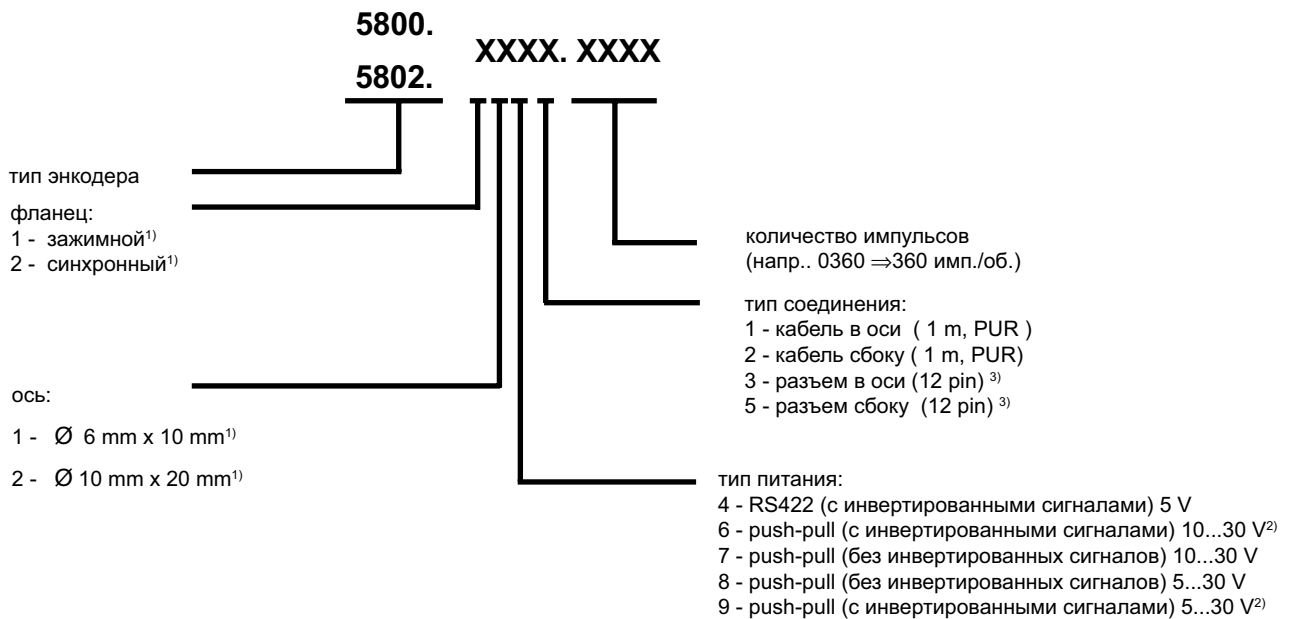 5800.
XXXX. XXXX
5802.
тип энкодера
фланец:
1 - зажимной1)
2 - синхронный1)
ось:
1 - Ø 6 mm x 10 mm1)
2 - Ø 10 mm x 20 mm1)
количество импульсов
(напр.. 0360 ⇒360 имп./об.)
тип соединения:
1 - кабель в оси ( 1 m, PUR )
2 - кабель сбоку ( 1 m, PUR)
3 - разъем в оси (12 pin) 3)
5 - разъем сбоку (12 pin) 3)
тип питания:
4 - RS422 (с инвертированными сигналами) 5 V
6 - push-pull (с инвертированными сигналами) 10...30 V2)
7 - push-pull (без инвертированных сигналов) 10...30 V
8 - push-pull (без инвертированных сигналов) 5...30 V
9 - push-pull (с инвертированными сигналами) 5...30 V2)